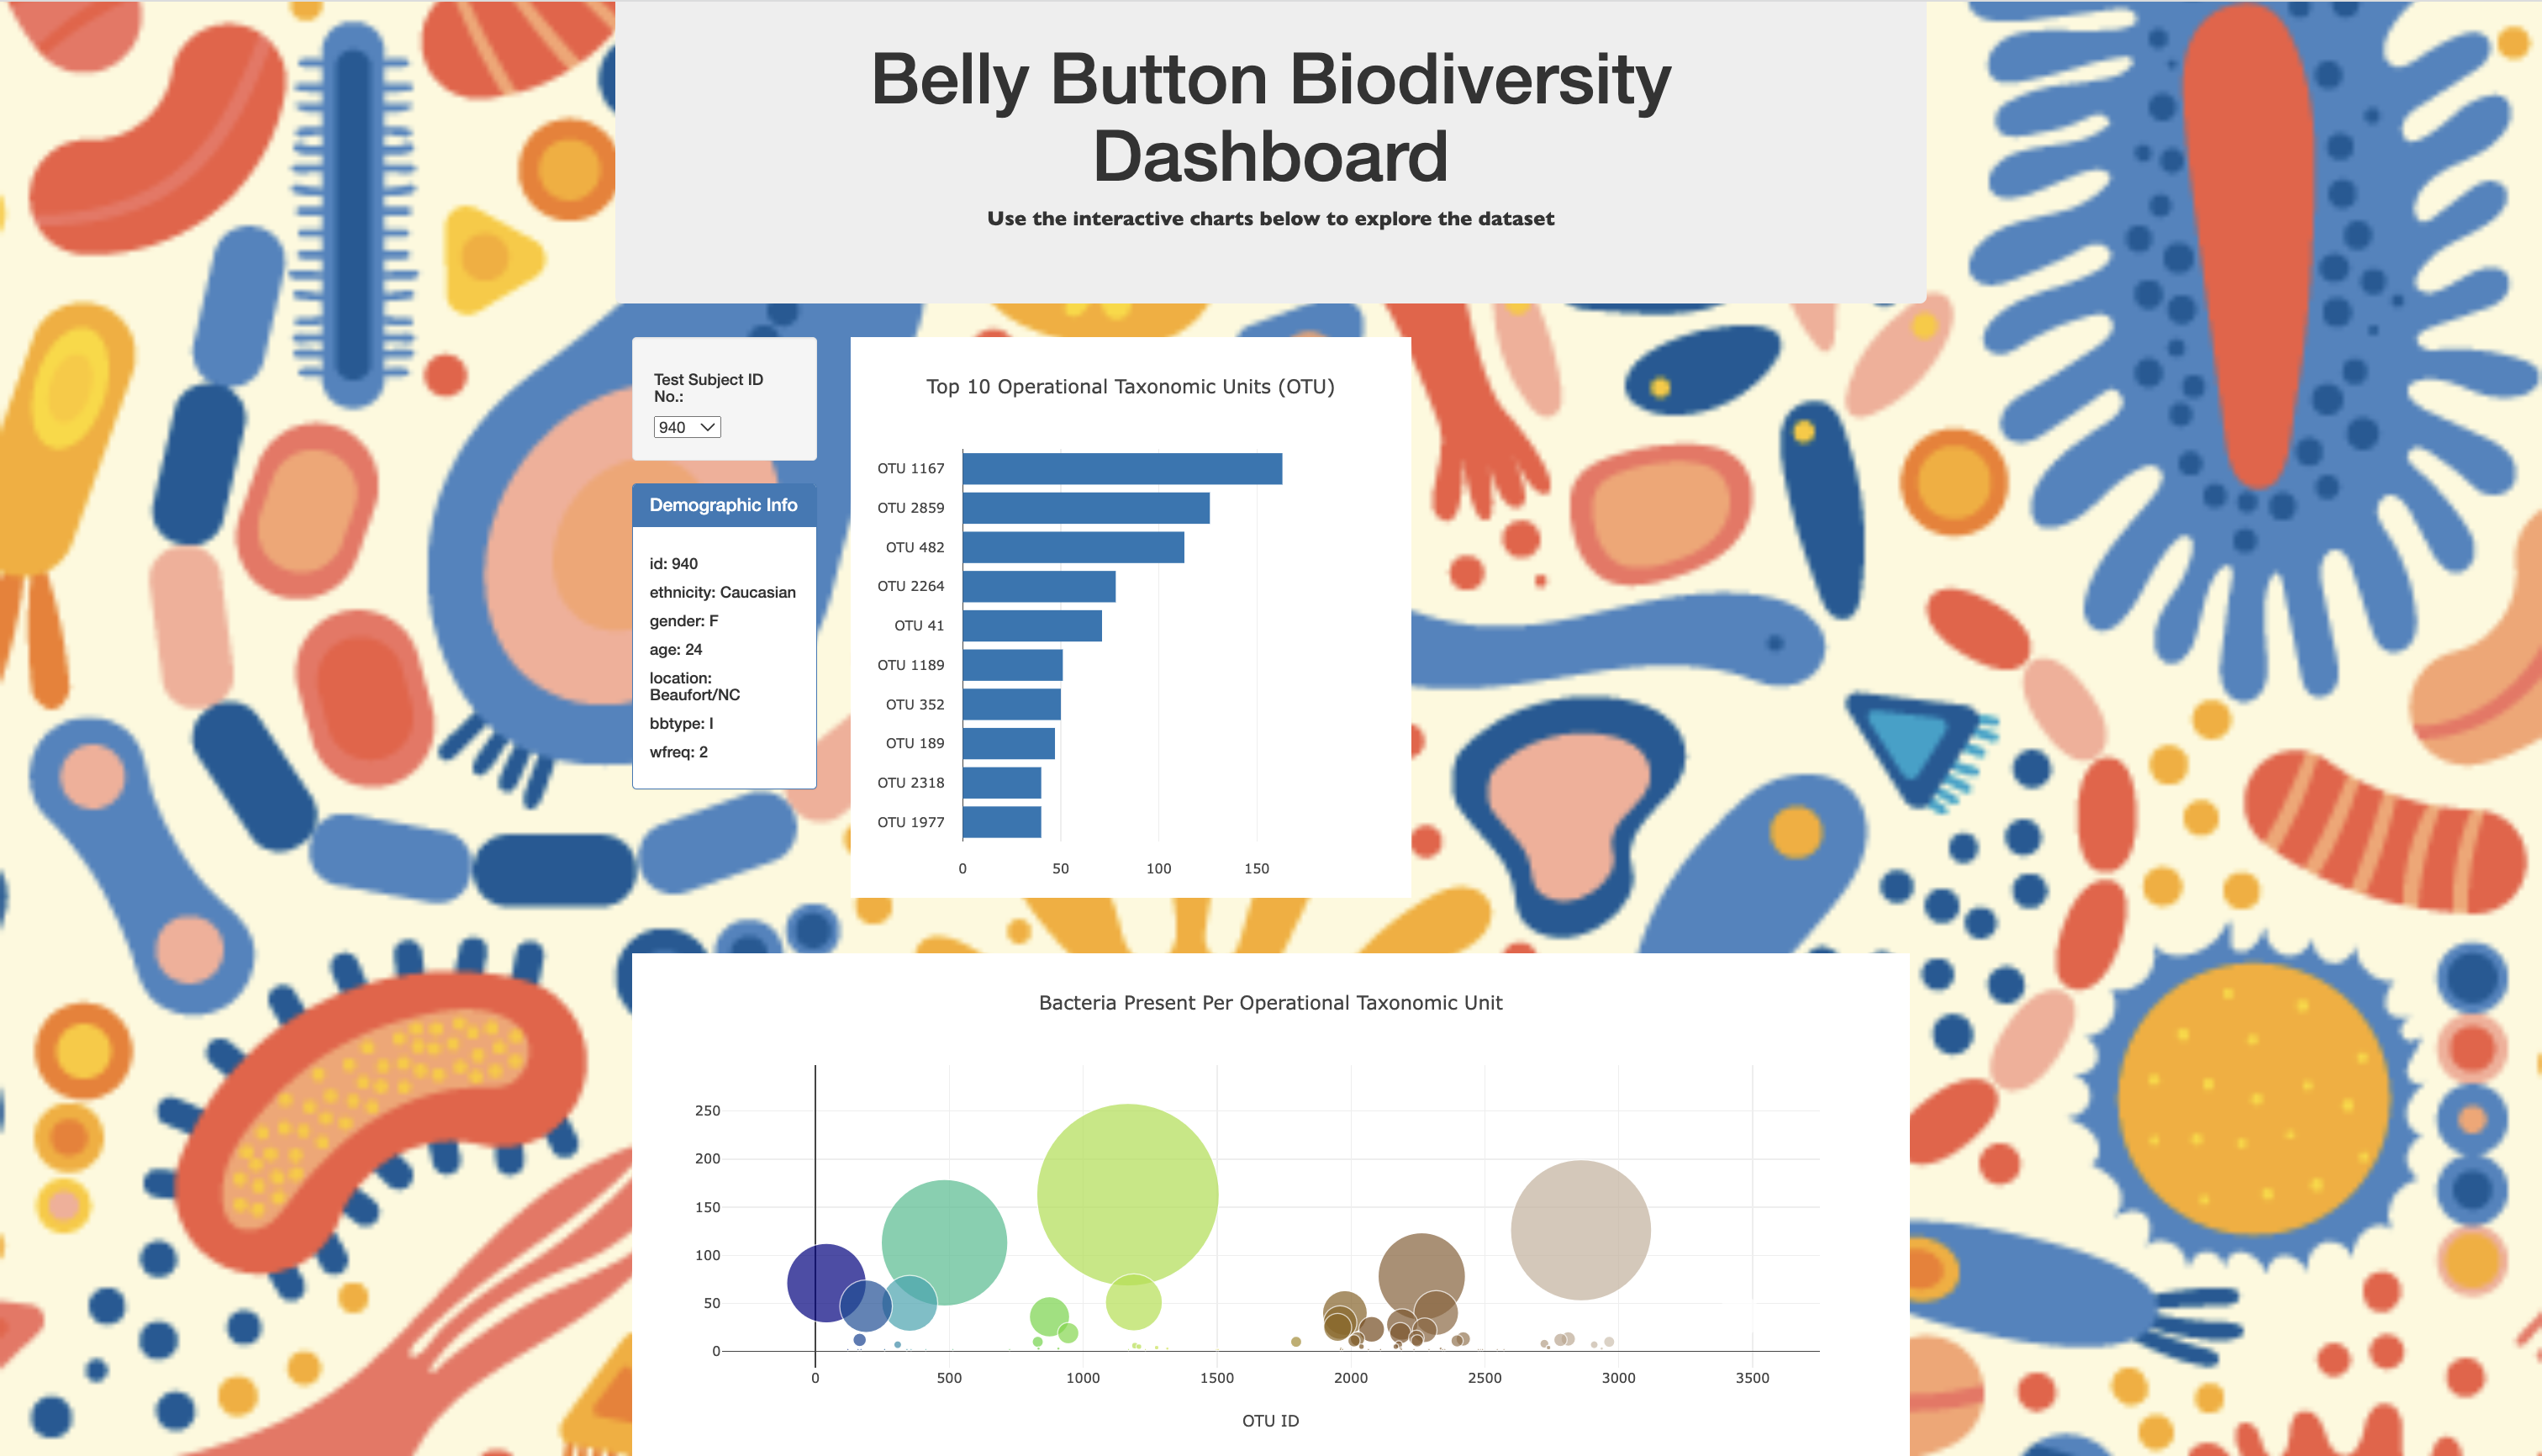 Belly Button Biodiversity
Dashboard
Use the interactive charts below to explore the dataset
Test Subject ID
No.:
940
Demographic Info
id: 940
ethnicity: Caucasian
gender: F
age: 24
location:
Beaufort/NC
bbtype: I
wfreq: 2
Top 10 Operational Taxonomic Units (OTU)
OTU 1167
OTU 2859
OTU 482
OTU 2264
OTU 41
OTU 1189
OTU 352
OTU 189
OTU 2318
OTU 1977
0 50 100 150
Bacteria Present Per Operational Taxonomic Unit
250
200
150
100
50
0
0 500 1000 1500 2000 2500 3000 3500
OTU ID